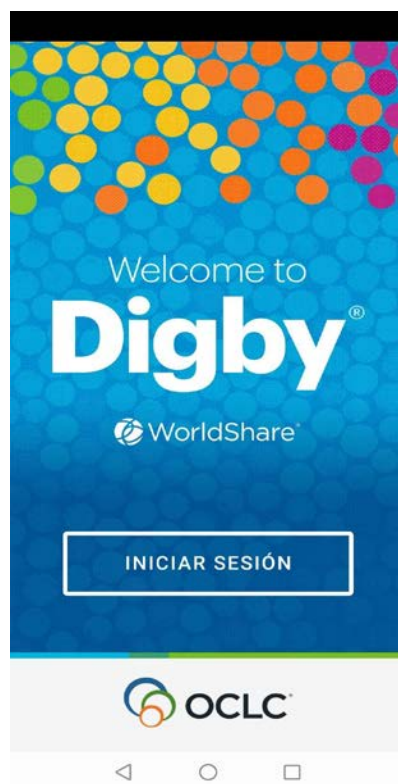 Welcome to
Digby®
WorldShare®
INICIAR SESIÓN
OCLC